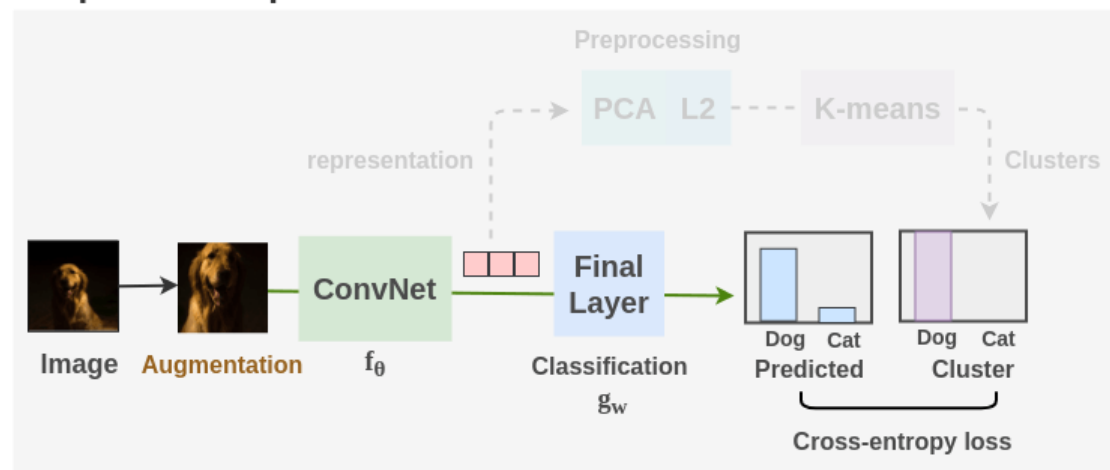 Preprocessing
PCA L2
K-means
representation
Clusters
ConvNet
Final
Layer
Dog Cat
Dog Cat
Image
Augmentation
fθ
Classification
gw
Predicted
Cluster
Cross-entropy loss